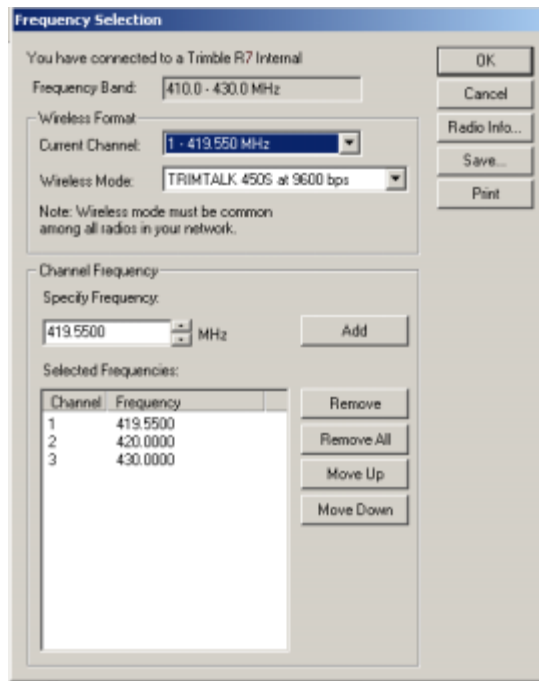 Frequency Selection
You have connected to a Trimble R7 Internal
Frequency Band: 410.0 - 430.0 MHz
Wireless Format
Current Channel: 1 - 419.550 MHz
Wireless Mode: TRIMTALK 450S at 9600 bps
Note: Wireless mode must be common
among all radios in your network.
OK
Cancel
Radio Info...
Save...
Print
Channel Frequency
Specify Frequency:
419.5500 MHz
Add
Selected Frequencies:
Channel Frequency
1 419.5500
2 420.0000
3 430.0000
Remove
Remove All
Move Up
Move Down